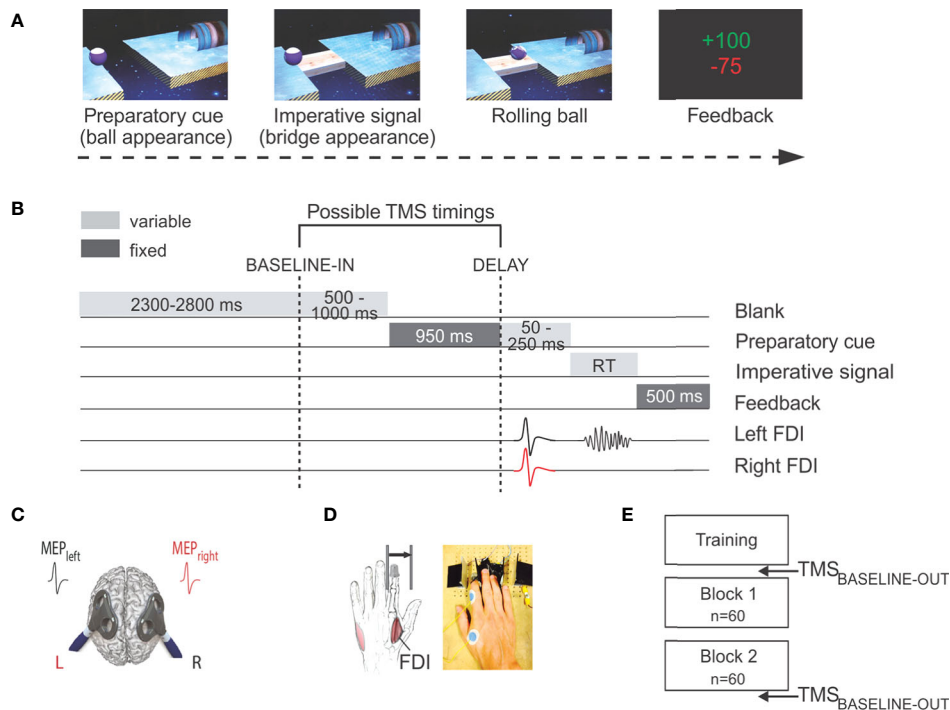 A
+100
-75
Preparatory cue
(ball appearance)
Imperative signal
(bridge appearance)
Rolling ball
Feedback
B
variable
fixed
Possible TMS timings
BASELINE-IN
DELAY
2300-2800 ms
500 -
1000 ms
Blank
950 ms
50 -
250 ms
Preparatory cue
RT
Imperative signal
500 ms
Feedback
Left FDI
Right FDI
C
MEPleft
MEPright
L
R
D
FDI
E
Training
TMSBASELINE-OUT
Block 1
n=60
Block 2
n=60
TMSBASELINE-OUT